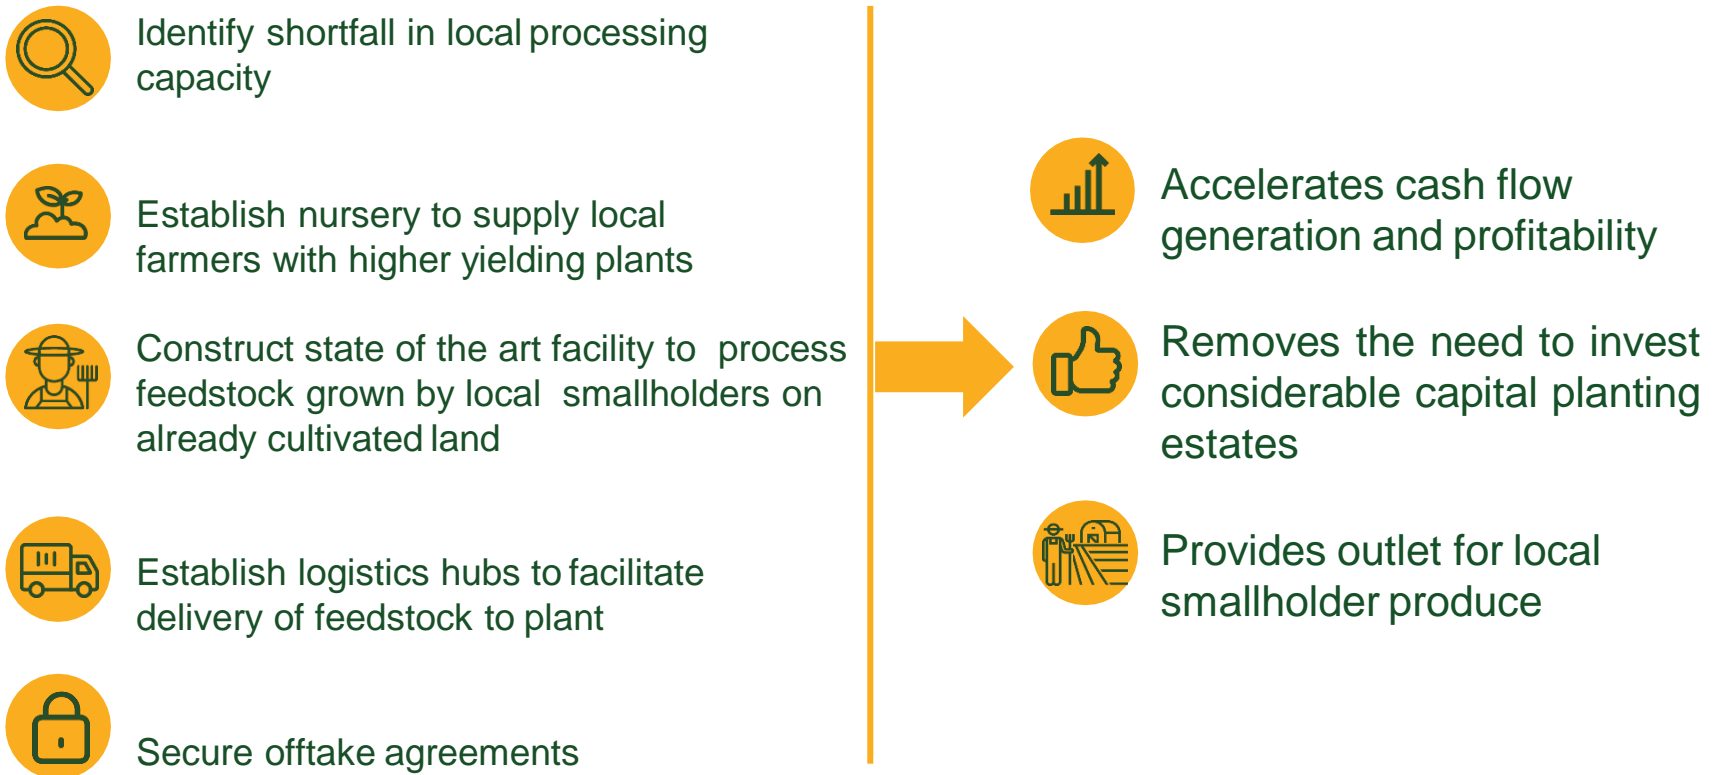 Identify shortfall in local processing
capacity
Establish nursery to supply local
farmers with higher yielding plants
Construct state of the art facility to process
feedstock grown by local smallholders on
already cultivated land
Establish logistics hubs to facilitate
delivery of feedstock to plant
Secure offtake agreements
Accelerates cash flow
generation and profitability
Removes the need to invest
considerable capital planting
estates
Provides outlet for local
smallholder produce